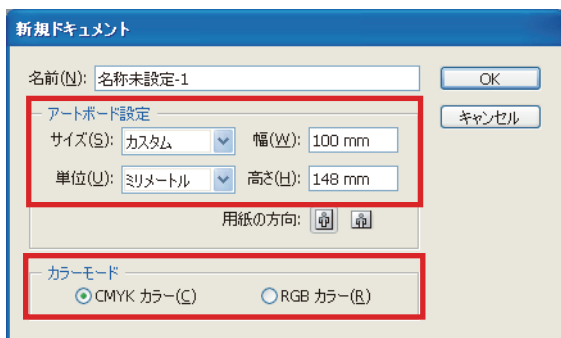 新規ドキュメント
名前(N): 名称未設定-1
OK
キャンセル
アートボード設定
サイズ(S): カスタム 幅(W): 100 mm
単位(U): ミリメートル 高さ(H): 148 mm
用紙の方向:
カラーモード
CMYK カラー(C) RGB カラー(R)